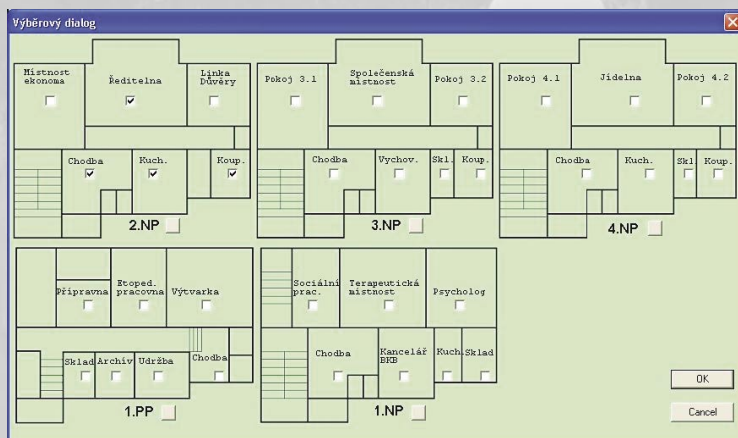 Výběrový dialog
Místnost ekonoma
Ředitelna
Linka Důvěry
Chodba
Kuch.
Koup.
2.NP
Pokoj 3.1
Společenská místnost
Pokoj 3.2
Chodba
Vychov.
Skl.
Koup.
3.NP
Pokoj 4.1
Jídelna
Pokoj 4.2
Chodba
Kuch.
Skl
Koup.
4.NP
Přípravna
Etoped. pracovna
Výtvarka
Sklad
Archív
Udržba
Chodba
1.PP
Sociální prac.
Terapeutická místnost
Psycholog
Chodba
Kancelář BKB
Kuch.
Sklad
1.NP
OK
Cancel